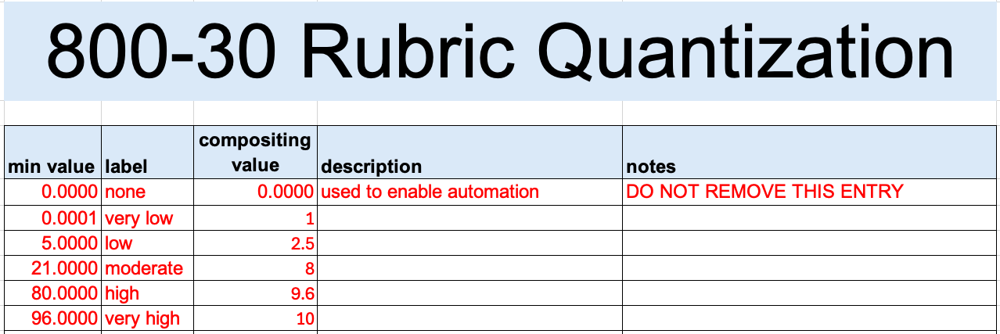 800-30 Rubric Quantization
min value label compositing value description notes
0.0000 none 0.0000 used to enable automation DO NOT REMOVE THIS ENTRY
0.0001 very low 1
5.0000 low 2.5
21.0000 moderate 8
80.0000 high 9.6
96.0000 very high 10